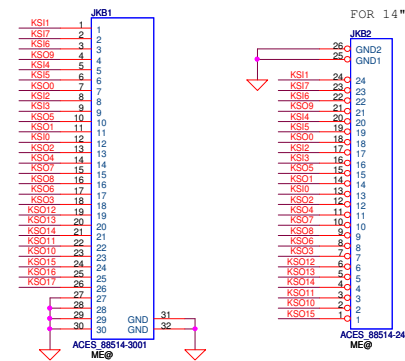 JKB1
KSI1 1 1
KSI7 2 2
KSI6 3 3
KSO9 4 4
KSI4 5 5
KSI5 6 6
KSO0 7 7
KSI2 8 8
KSI3 9 9
KSO5 10 10
KSO1 11 11
KSI0 12 12
KSO2 13 13
KSO4 14 14
KSO7 15 15
KSO8 16 16
KSO6 17 17
KSO3 18 18
KSO12 19 19
KSO13 20 20
KSO14 21 21
KSO11 22 22
KSO10 23 23
KSO15 24 24
KSO16 25 25
KSO17 26 26
27 27
28 28
29 29 GND 31
30 30 GND 32
ACES_88514-3001
ME@
FOR 14"
JKB2
26 GND2
25 GND1
KSI1 24 24
KSI7 23 23
KSI6 22 22
KSO9 21 21
KSI4 20 20
KSI5 19 19
KSO0 18 18
KSI2 17 17
KSI3 16 16
KSO5 15 15
KSO1 14 14
KSI0 13 13
KSO2 12 12
KSO4 11 11
KSO7 10 10
KSO8 9 9
KSO6 8 8
KSO3 7 7
KSO12 6 6
KSO13 5 5
KSO14 4 4
KSO11 3 3
KSO10 2 2
KSO15 1 1
ACES_88514-24
ME@